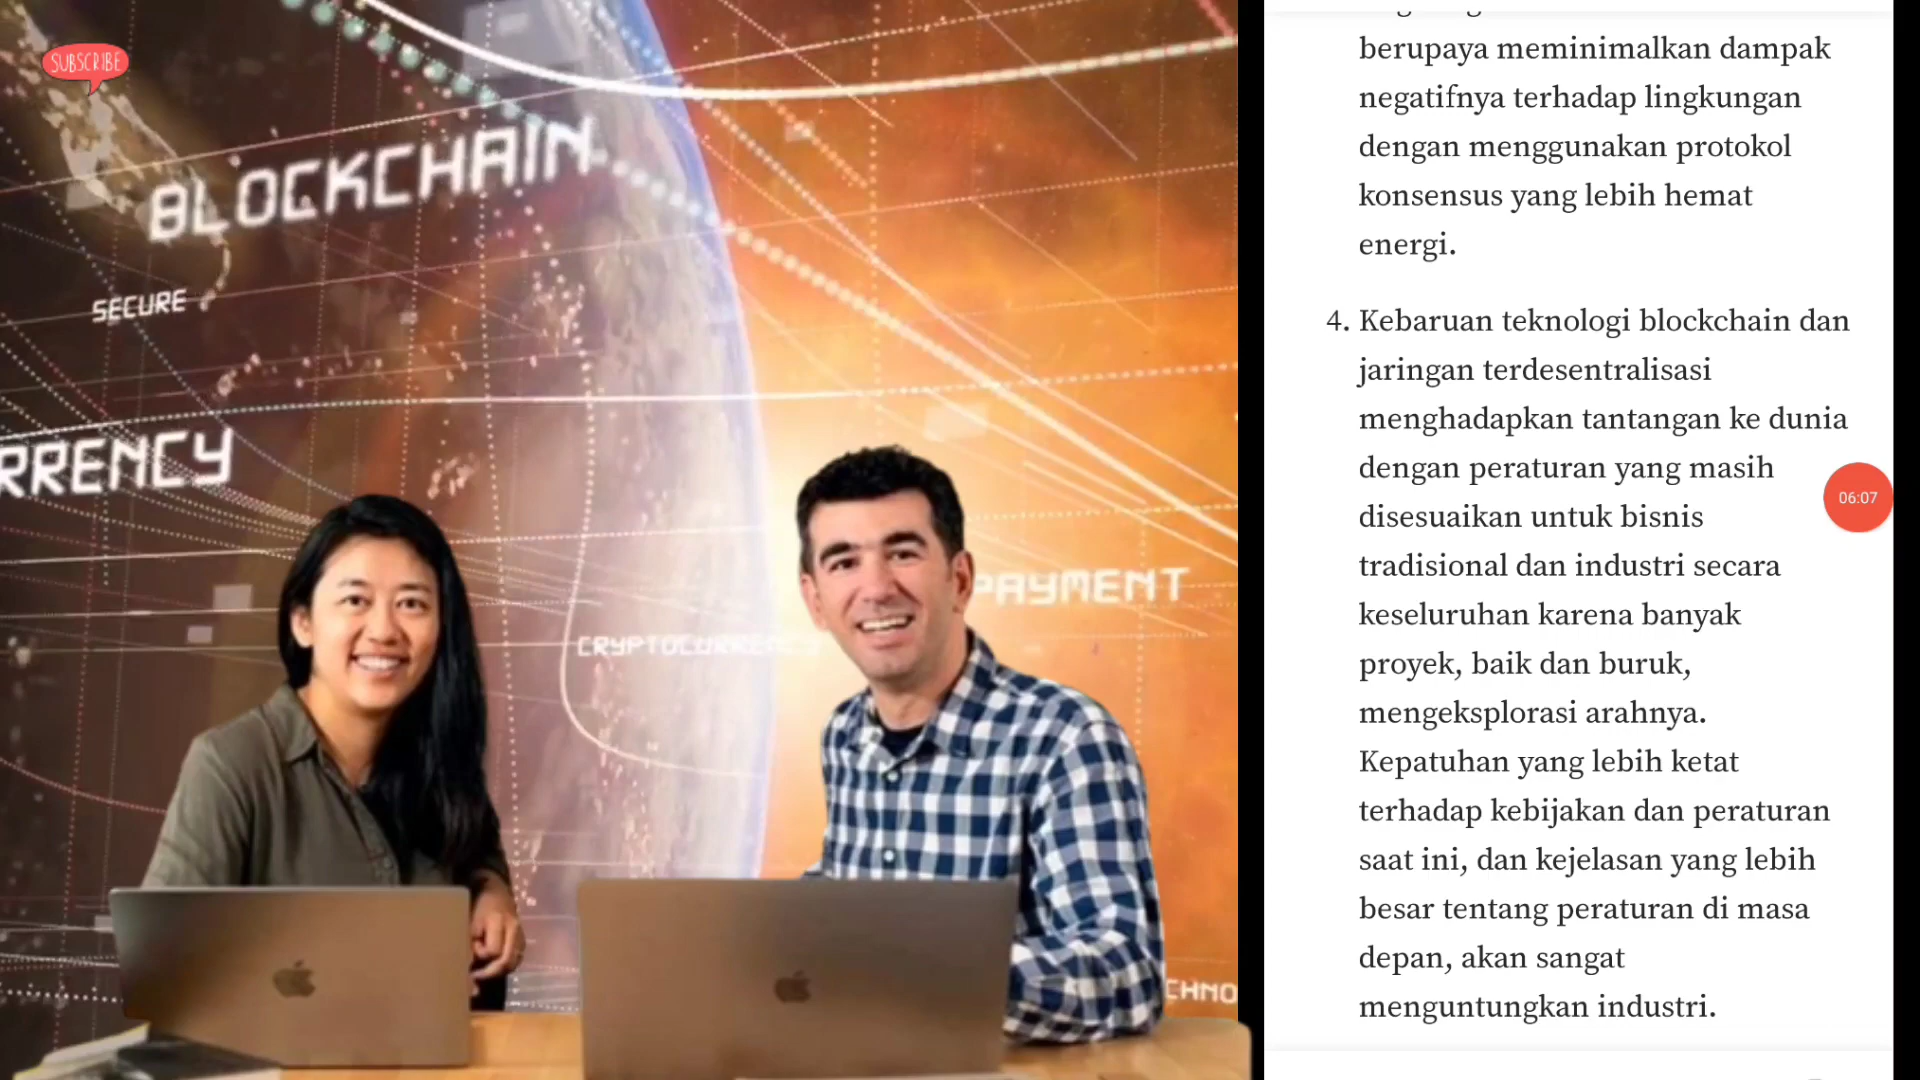 SUBSCRIBE
BLOCKCHAIN
SECURE
RRENCY
PAYMENT
CRYPTOCURRENCY
CHNO
berupaya meminimalkan dampak
negatifnya terhadap lingkungan
dengan menggunakan protokol
konsensus yang lebih hemat
energi.
4. Kebaruan teknologi blockchain dan
jaringan terdesentralisasi
menghadapkan tantangan ke dunia
dengan peraturan yang masih
disesuaikan untuk bisnis
tradisional dan industri secara
keseluruhan karena banyak
proyek, baik dan buruk,
mengeksplorasi arahnya.
Kepatuhan yang lebih ketat
terhadap kebijakan dan peraturan
saat ini, dan kejelasan yang lebih
besar tentang peraturan di masa
depan, akan sangat
menguntungkan industri.
06:07